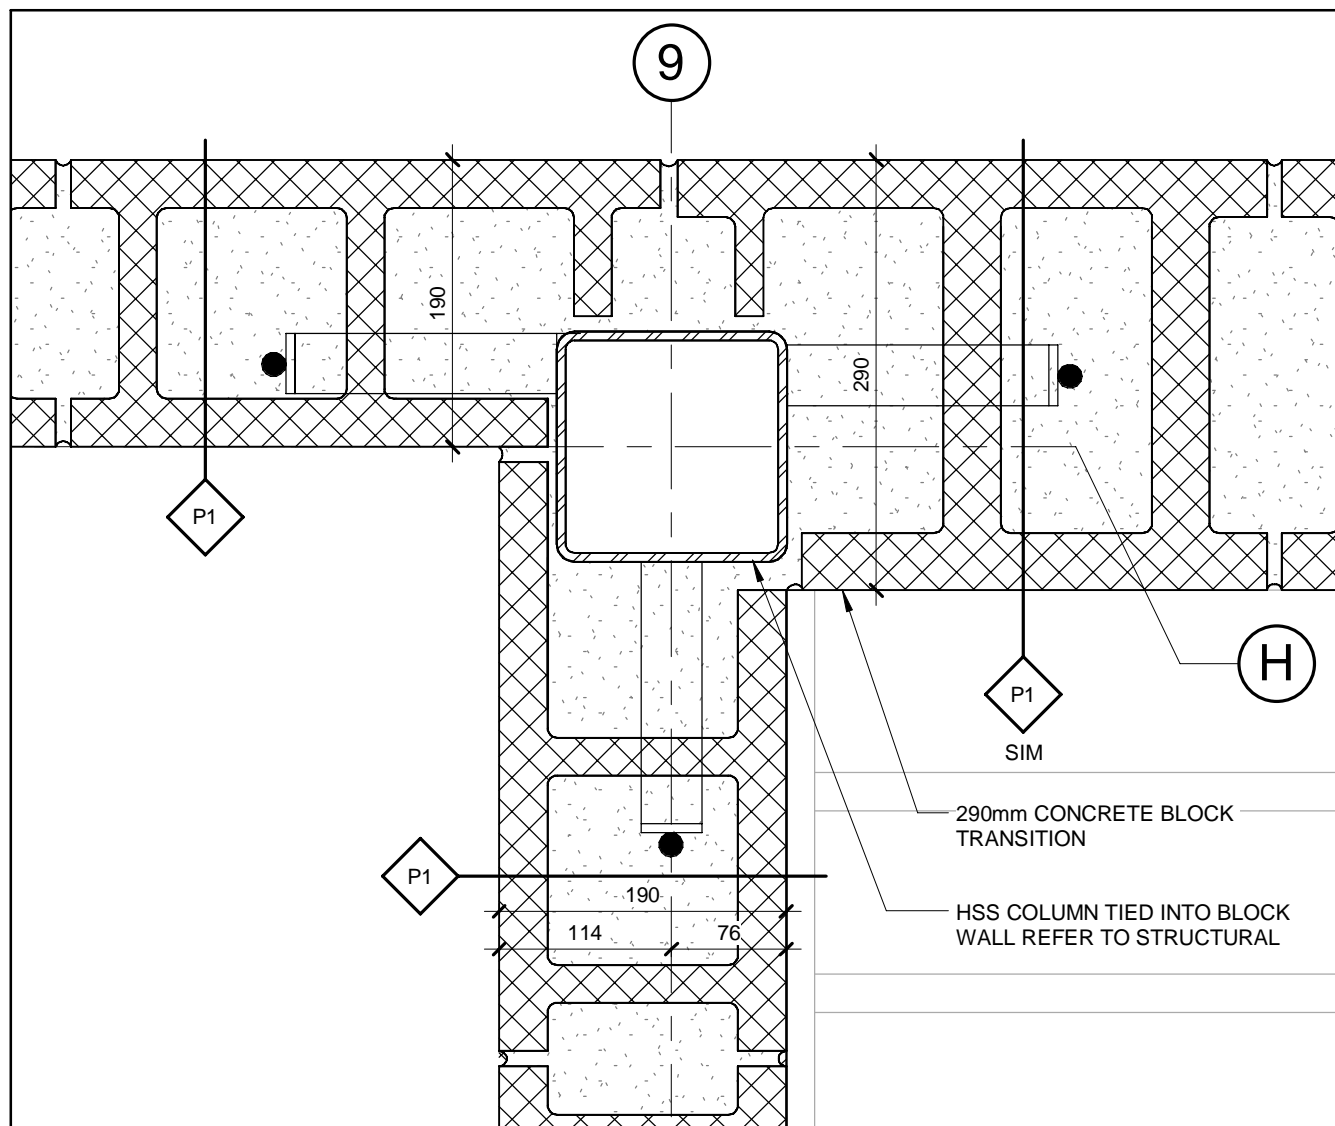 9
190
290
P1
H
P1
SIM
290mm CONCRETE BLOCK
TRANSITION
P1
190
114
76
HSS COLUMN TIED INTO BLOCK
WALL REFER TO STRUCTURAL